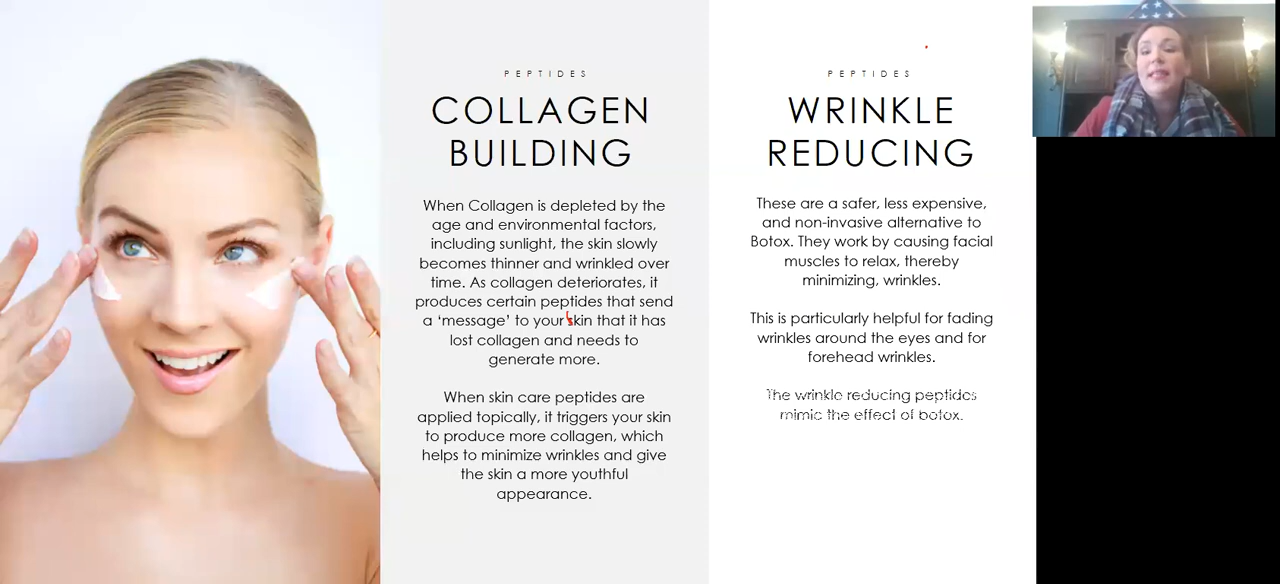 PEPTIDES
COLLAGEN
BUILDING
When Collagen is depleted by the
age and environmental factors,
including sunlight, the skin slowly
becomes thinner and wrinkled over
time. As collagen deteriorates, it
produces certain peptides that send
a ‘message’ to your skin that it has
lost collagen and needs to
generate more.
When skin care peptides are
applied topically, it triggers your skin
to produce more collagen, which
helps to minimize wrinkles and give
the skin a more youthful
appearance.
PEPTIDES
WRINKLE
REDUCING
These are a safer, less expensive,
and non-invasive alternative to
Botox. They work by causing facial
muscles to relax, thereby
minimizing, wrinkles.
This is particularly helpful for fading
wrinkles around the eyes and for
forehead wrinkles.
The wrinkle reducing peptides
mimic the effect of botox.